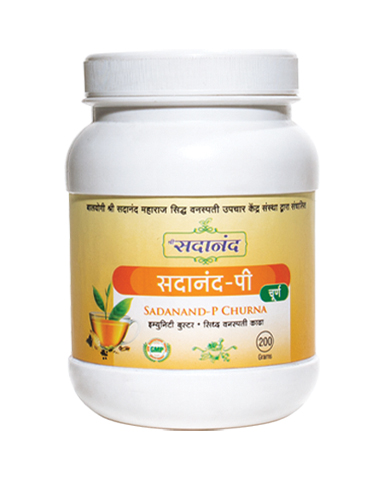 बालयोगी श्री सदानंद महाराज सिद्ध वनस्पती उपचार केंद्र संस्था द्वारा संचालित
श्री
सदानंद
सदानंद-पी
चूर्ण
SADANAND-P CHURNA
इम्युनिटी बुस्टर • सिद्ध वनस्पती काढा
GMP
200
Grams